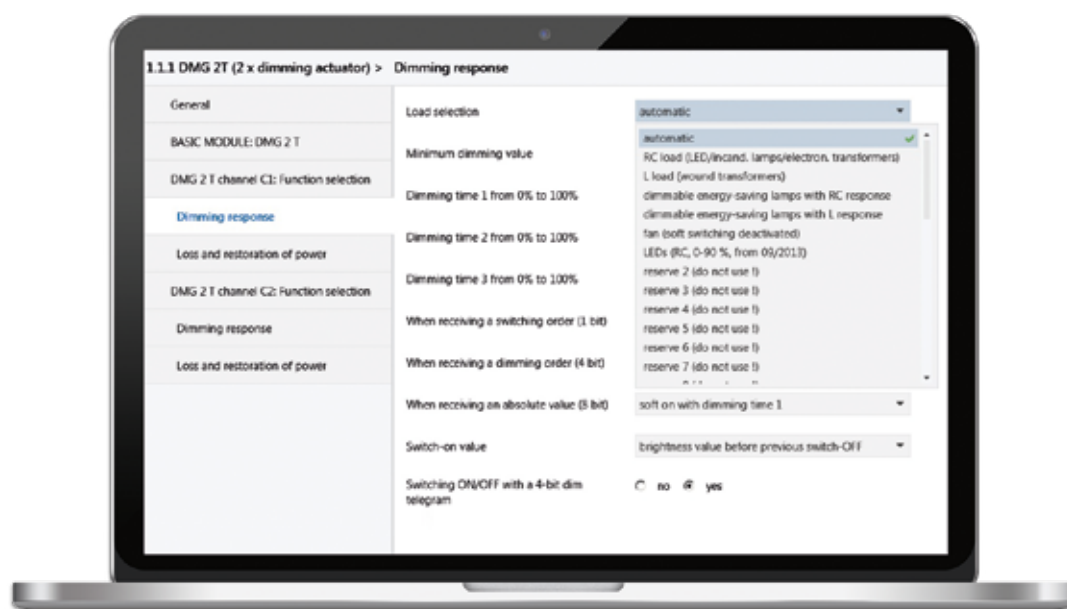 1.1.1 DMG 2T (2 x dimming actuator) > Dimming response
General
BASIC MODULE: DMG 2 T
DMG 2 T channel C1: Function selection
Dimming response
Loss and restoration of power
DMG 2 T channel C2: Function selection
Dimming response
Loss and restoration of power
Load selection
automatic
Minimum dimming value
Dimming time 1 from 0% to 100%
Dimming time 2 from 0% to 100%
Dimming time 3 from 0% to 100%
When receiving a switching order (1 bit)
When receiving a dimming order (4 bit)
automatic
RC load (LED/incand. lamps/electron. transformers)
L load (wound transformers)
dimmable energy-saving lamps with RC response
dimmable energy-saving lamps with L response
fan (soft switching deactivated)
LEDs (RC, 0-90 %, from 09/2013)
reserve 2 (do not use !)
reserve 3 (do not use !)
reserve 4 (do not use !)
reserve 5 (do not use !)
reserve 6 (do not use !)
reserve 7 (do not use !)
When receiving an absolute value (8 bit)
soft on with dimming time 1
Switch-on value
brightness value before previous switch-OFF
Switching ON/OFF with a 4-bit dim
telegram
no yes